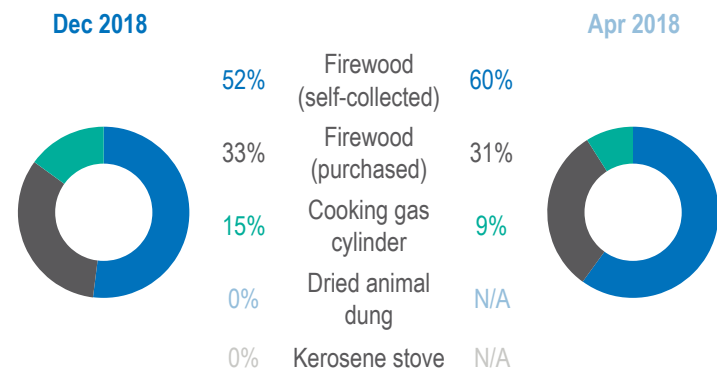 Dec 2018
Apr 2018
52%
Firewood
(self-collected)
60%
33%
Firewood
(purchased)
31%
15%
Cooking gas
cylinder
9%
0%
Dried animal
dung
N/A
0%
Kerosene stove
N/A